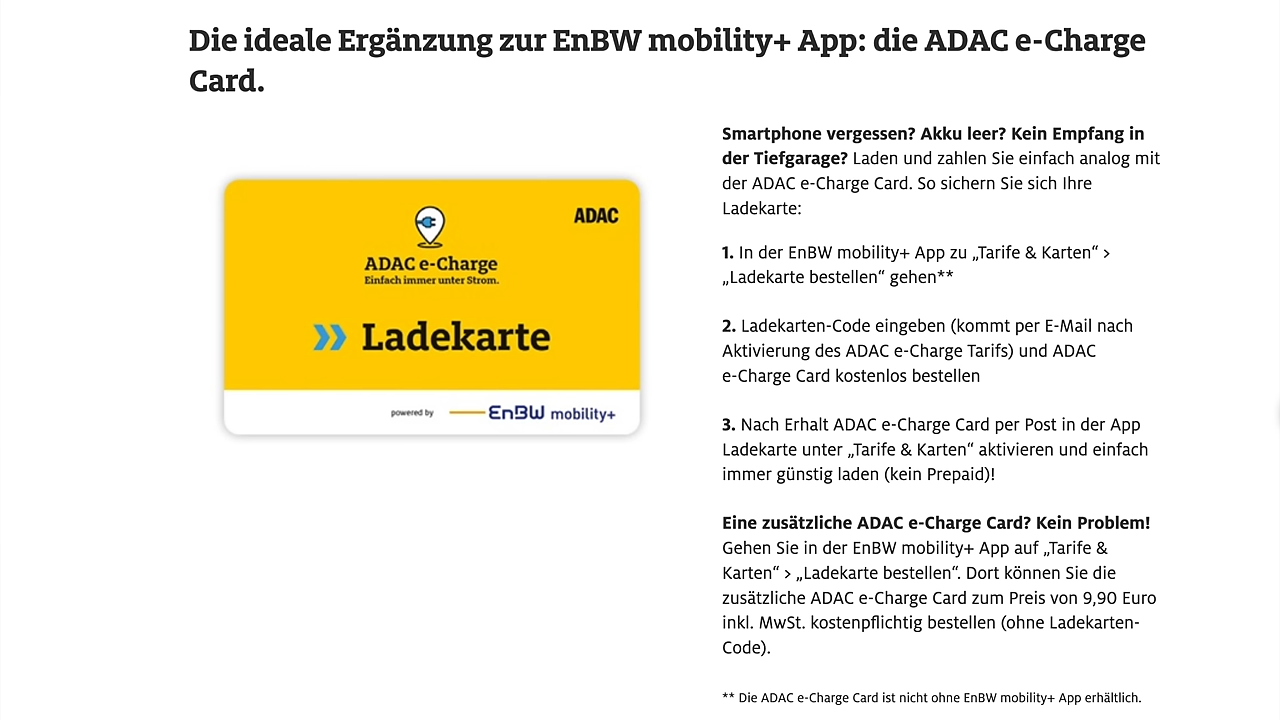 Die ideale Ergänzung zur EnBW mobility+ App: die ADAC e-Charge
Card.
ADAC
ADAC e-Charge
Einfach immer unter Strom.
Ladekarte
powered by EnBW mobility+
Smartphone vergessen? Akku leer? Kein Empfang in
der Tiefgarage? Laden und zahlen Sie einfach analog mit
der ADAC e-Charge Card. So sichern Sie sich Ihre
Ladekarte:
1. In der EnBW mobility+ App zu „Tarife & Karten“ >
„Ladekarte bestellen“ gehen**
2. Ladekarten-Code eingeben (kommt per E-Mail nach
Aktivierung des ADAC e-Charge Tarifs) und ADAC
e-Charge Card kostenlos bestellen
3. Nach Erhalt ADAC e-Charge Card per Post in der App
Ladekarte unter „Tarife & Karten“ aktivieren und einfach
immer günstig laden (kein Prepaid)!
Eine zusätzliche ADAC e-Charge Card? Kein Problem!
Gehen Sie in der EnBW mobility+ App auf „Tarife &
Karten“ > „Ladekarte bestellen“. Dort können Sie die
zusätzliche ADAC e-Charge Card zum Preis von 9,90 Euro
inkl. MwSt. kostenpflichtig bestellen (ohne Ladekarten-
Code).
** Die ADAC e-Charge Card ist nicht ohne EnBW mobility+ App erhältlich.